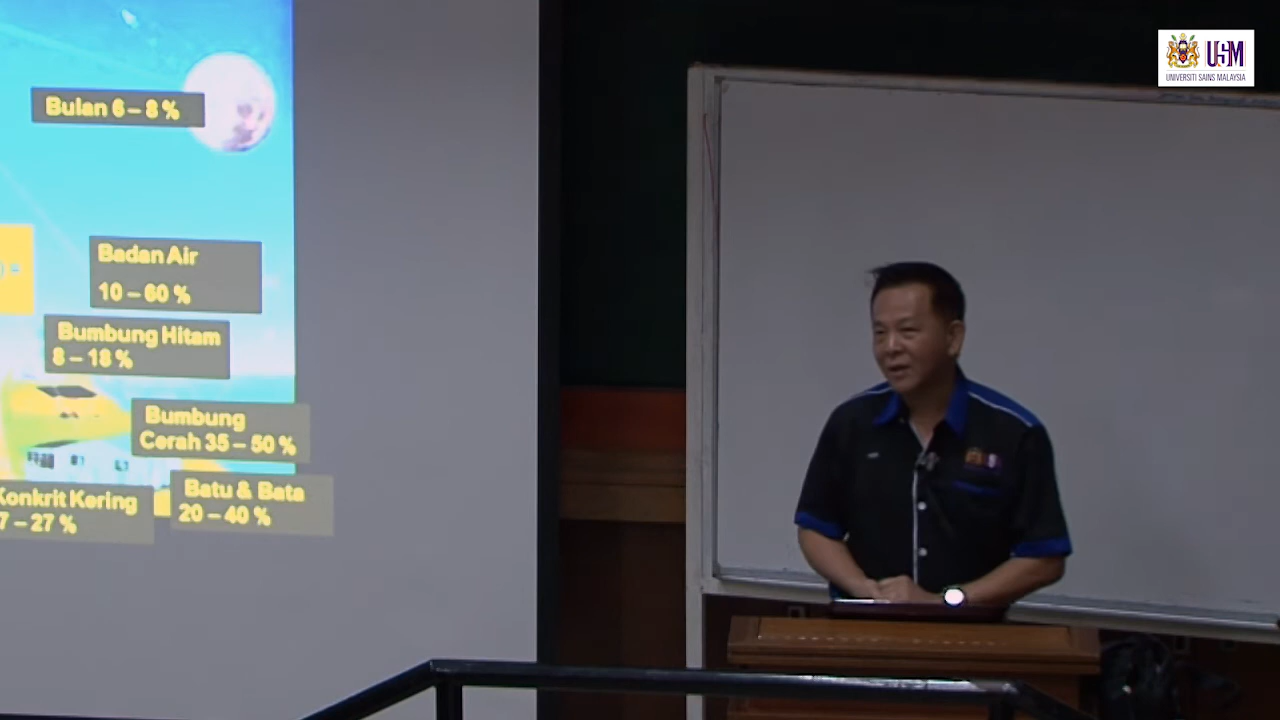 Bulan 6 – 8 %
Badan Air
10 – 60 %
Bumbung Hitam
8 – 18 %
Bumbung
Cerah 35 – 50 %
Konkrit Kering
7 – 27 %
Batu & Bata
20 – 40 %
USM
UNIVERSITI SAINS MALAYSIA